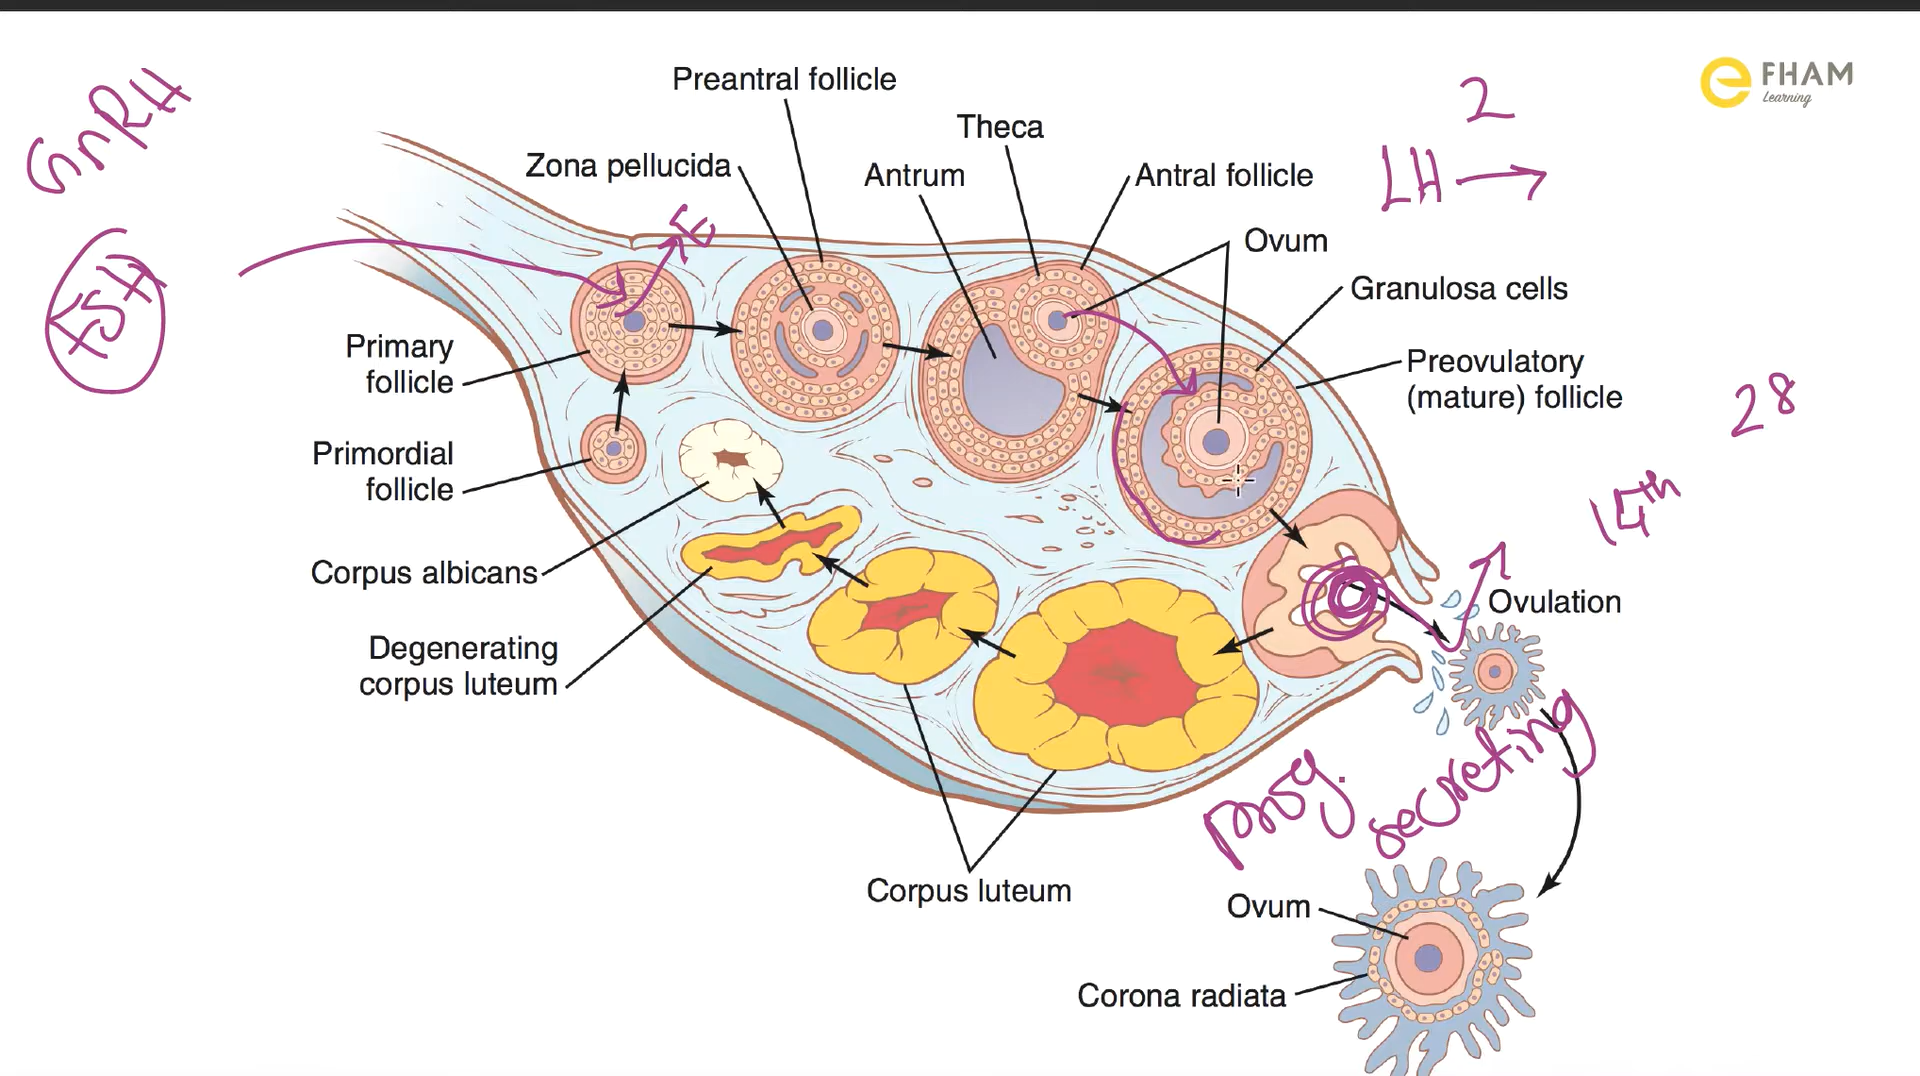 FHAM
Learning
GnRH
FSH
E
2
LH
28
14th
prog. secreting
Preantral follicle
Theca
Zona pellucida
Antrum
Antral follicle
Ovum
Granulosa cells
Preovulatory
(mature) follicle
Primary
follicle
Primordial
follicle
Corpus albicans
Degenerating
corpus luteum
Ovulation
Corpus luteum
Ovum
Corona radiata